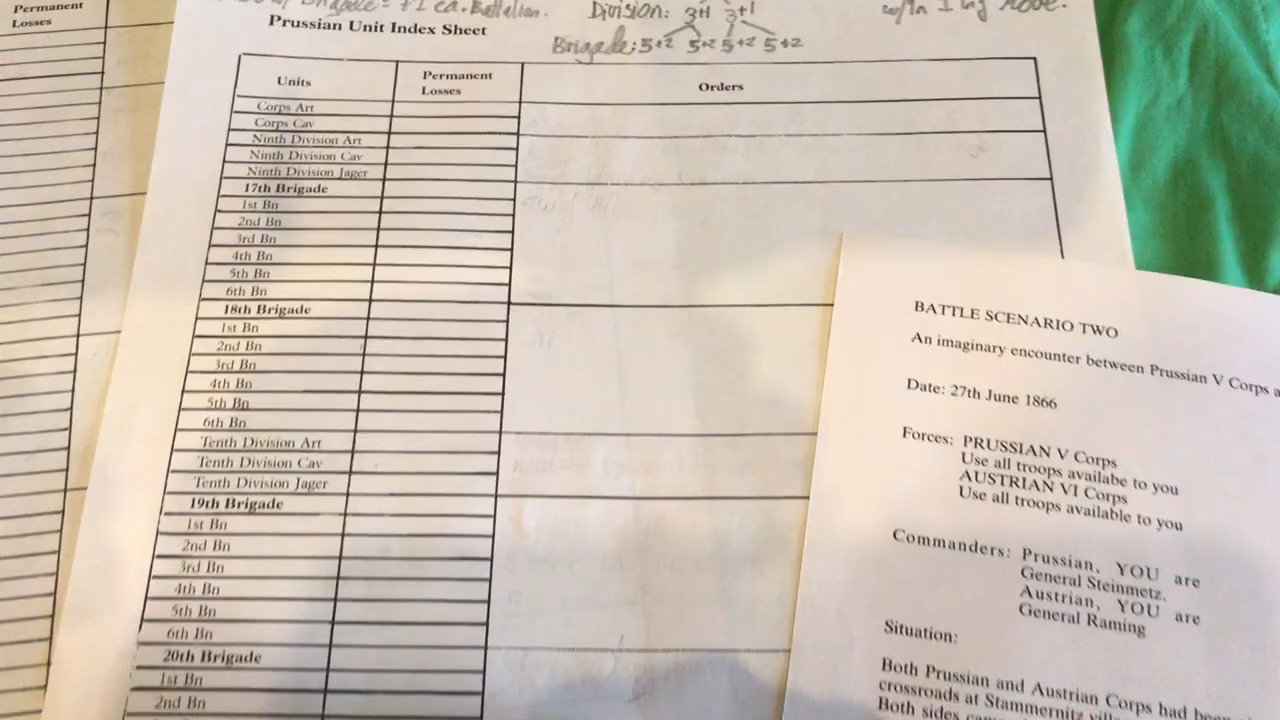 Permanent
Losses
Brigade= +1 ea. Battalion.
Division: 3+1 3+1
Brigade: 5+2 5+2 5+2 5+2
Prussian Unit Index Sheet
Units
Permanent
Losses
Orders
Corps Art
Corps Cav
Ninth Division Art
Ninth Division Cav
Ninth Division Jager
17th Brigade
1st Bn
2nd Bn
3rd Bn
4th Bn
5th Bn
6th Bn
18th Brigade
1st Bn
2nd Bn
3rd Bn
4th Bn
5th Bn
6th Bn
Tenth Division Art
Tenth Division Cav
Tenth Division Jager
19th Brigade
1st Bn
2nd Bn
3rd Bn
4th Bn
5th Bn
6th Bn
20th Brigade
1st Bn
2nd Bn
BATTLE SCENARIO TWO
An imaginary encounter between Prussian V Corps a
Date: 27th June 1866
Forces: PRUSSIAN V Corps
Use all troops availabe to you
AUSTRIAN VI Corps
Use all troops available to you
Commanders: Prussian, YOU are
General Steinmetz.
Austrian, YOU are
General Raming
Situation:
Both Prussian and Austrian Corps had been
crossroads at Stammernitz
Both sides